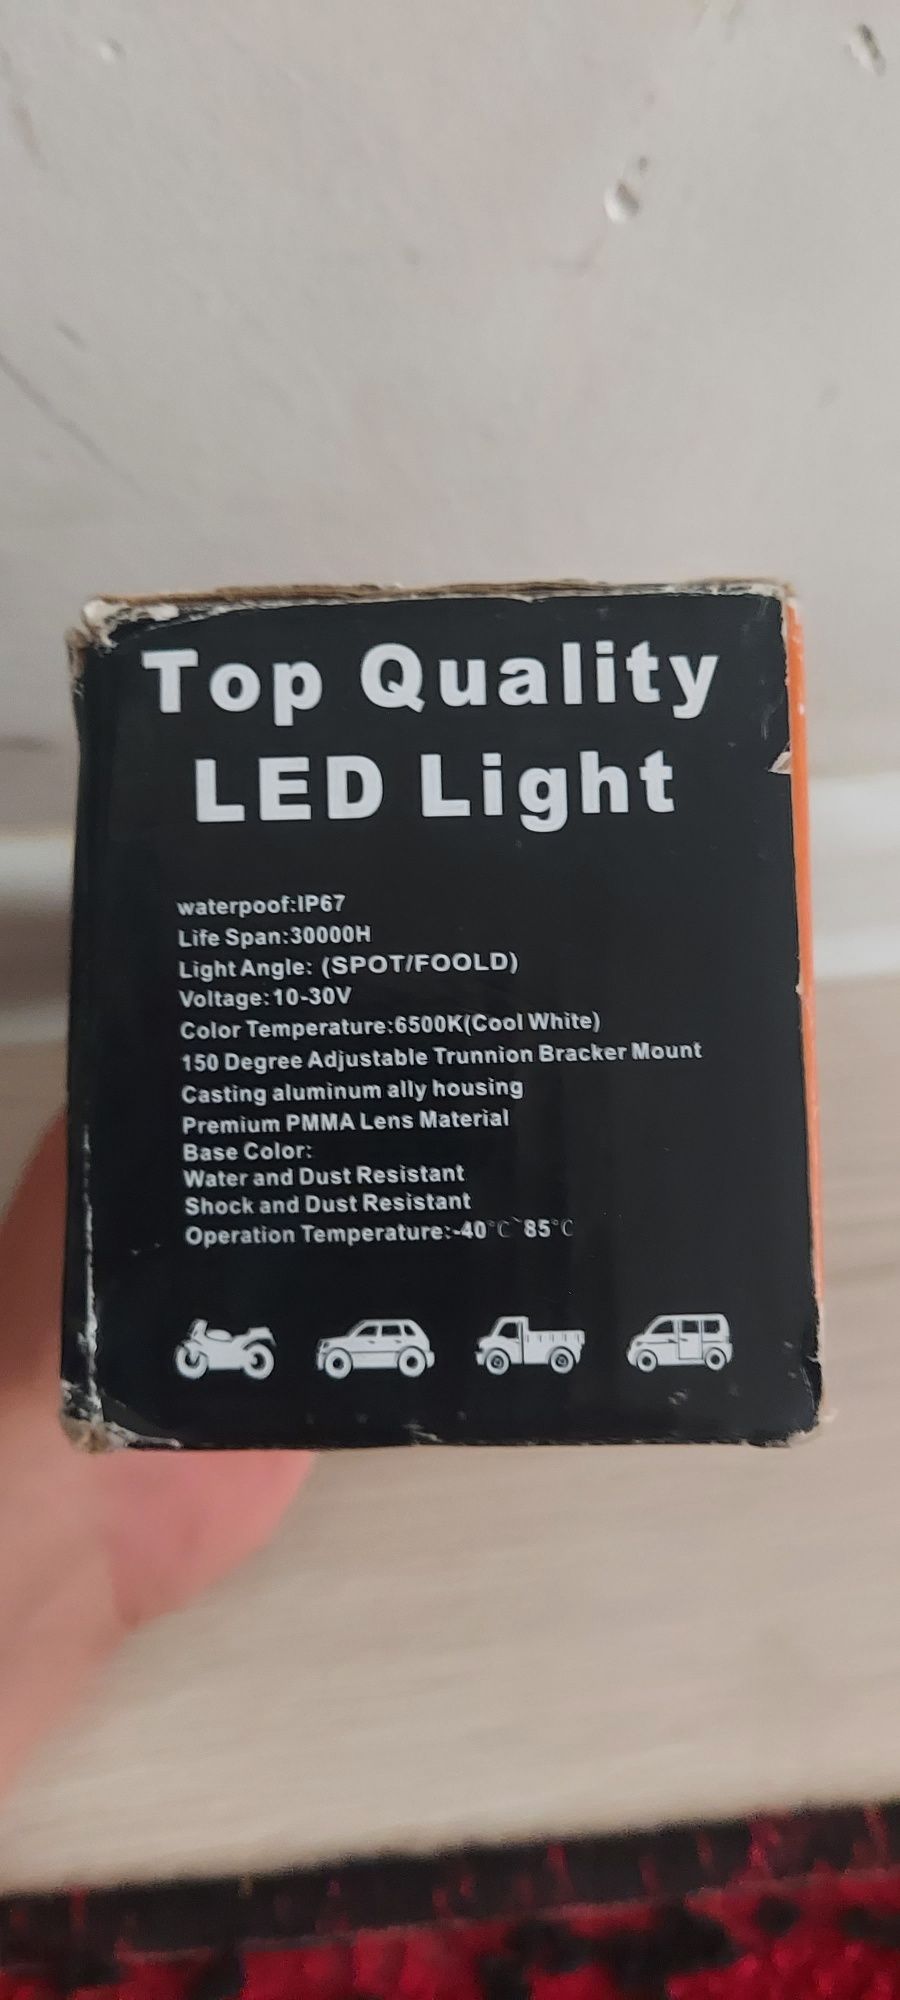 Top Quality
LED Light
waterpoof:IP67
Life Span:30000H
Light Angle: (SPOT/FOOLD)
Voltage:10-30V
Color Temperature:6500K(Cool White)
150 Degree Adjustable Trunnion Bracker Mount
Casting aluminum ally housing
Premium PMMA Lens Material
Base Color:
Water and Dust Resistant
Shock and Dust Resistant
Operation Temperature:-40℃~85℃